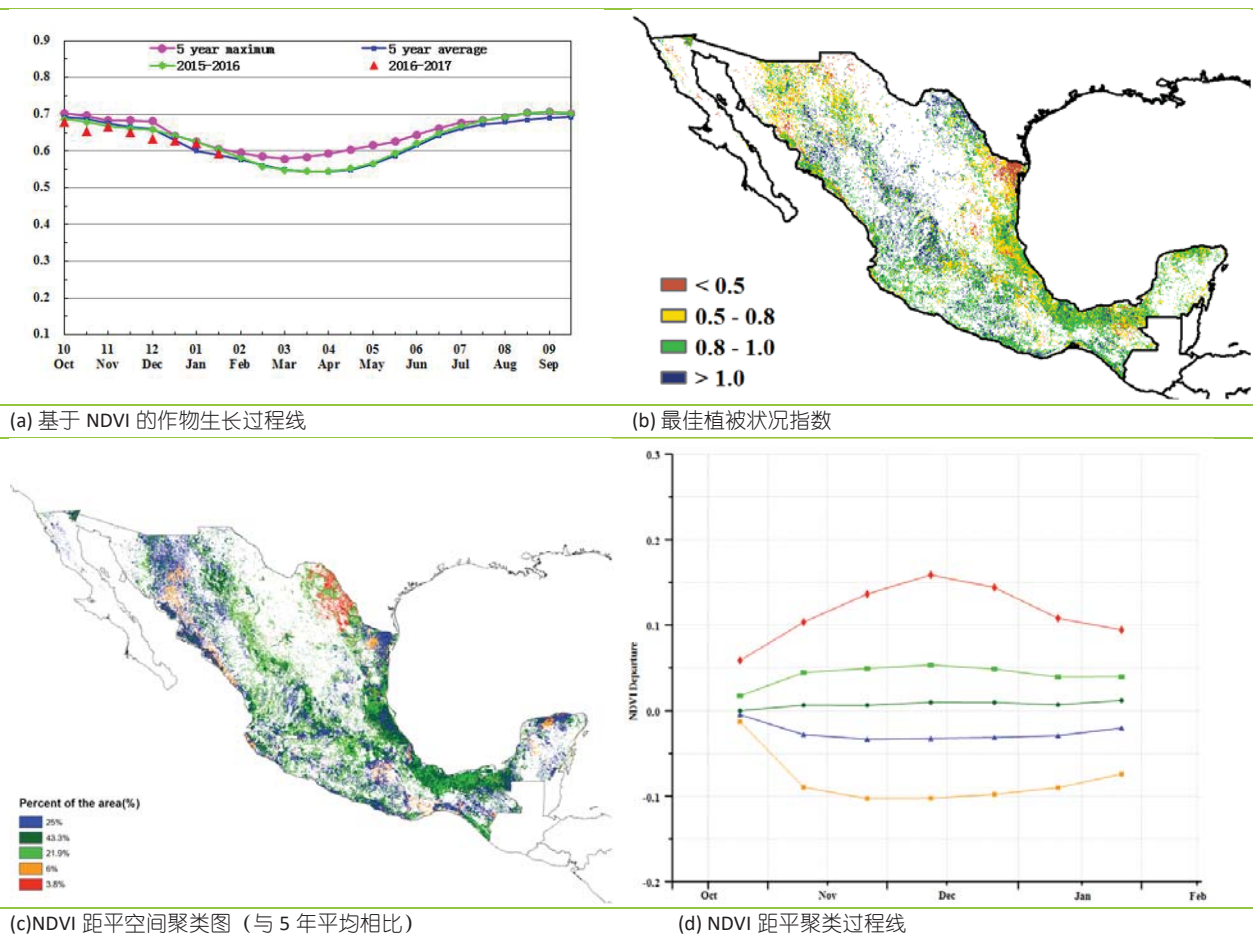 0.9
0.8
0.7
0.6
0.5
0.4
0.3
0.2
0.1
5 year maximum
5 year average
2015-2016
2016-2017
10 11 12 01 02 03 04 05 06 07 08 09
Oct Nov Dec Jan Feb Mar Apr May Jun Jul Aug Sep
< 0.5
0.5 - 0.8
0.8 - 1.0
> 1.0
(a) 基于 NDVI 的作物生长过程线
(b) 最佳植被状况指数
Percent of the area(%)
25%
43.3%
21.9%
6%
3.8%
0.3
0.2
0.1
0.0
-0.1
-0.2
NDVI Departure
Oct Nov Dec Jan Feb
(c)NDVI 距平空间聚类图（与 5 年平均相比）
(d) NDVI 距平聚类过程线